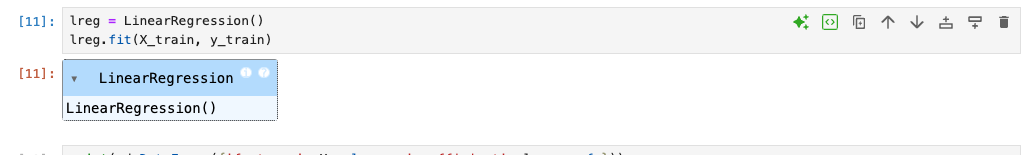 [11]: lreg = LinearRegression()
lreg.fit(X_train, y_train)
[11]: ▾ LinearRegression i ?
LinearRegression()